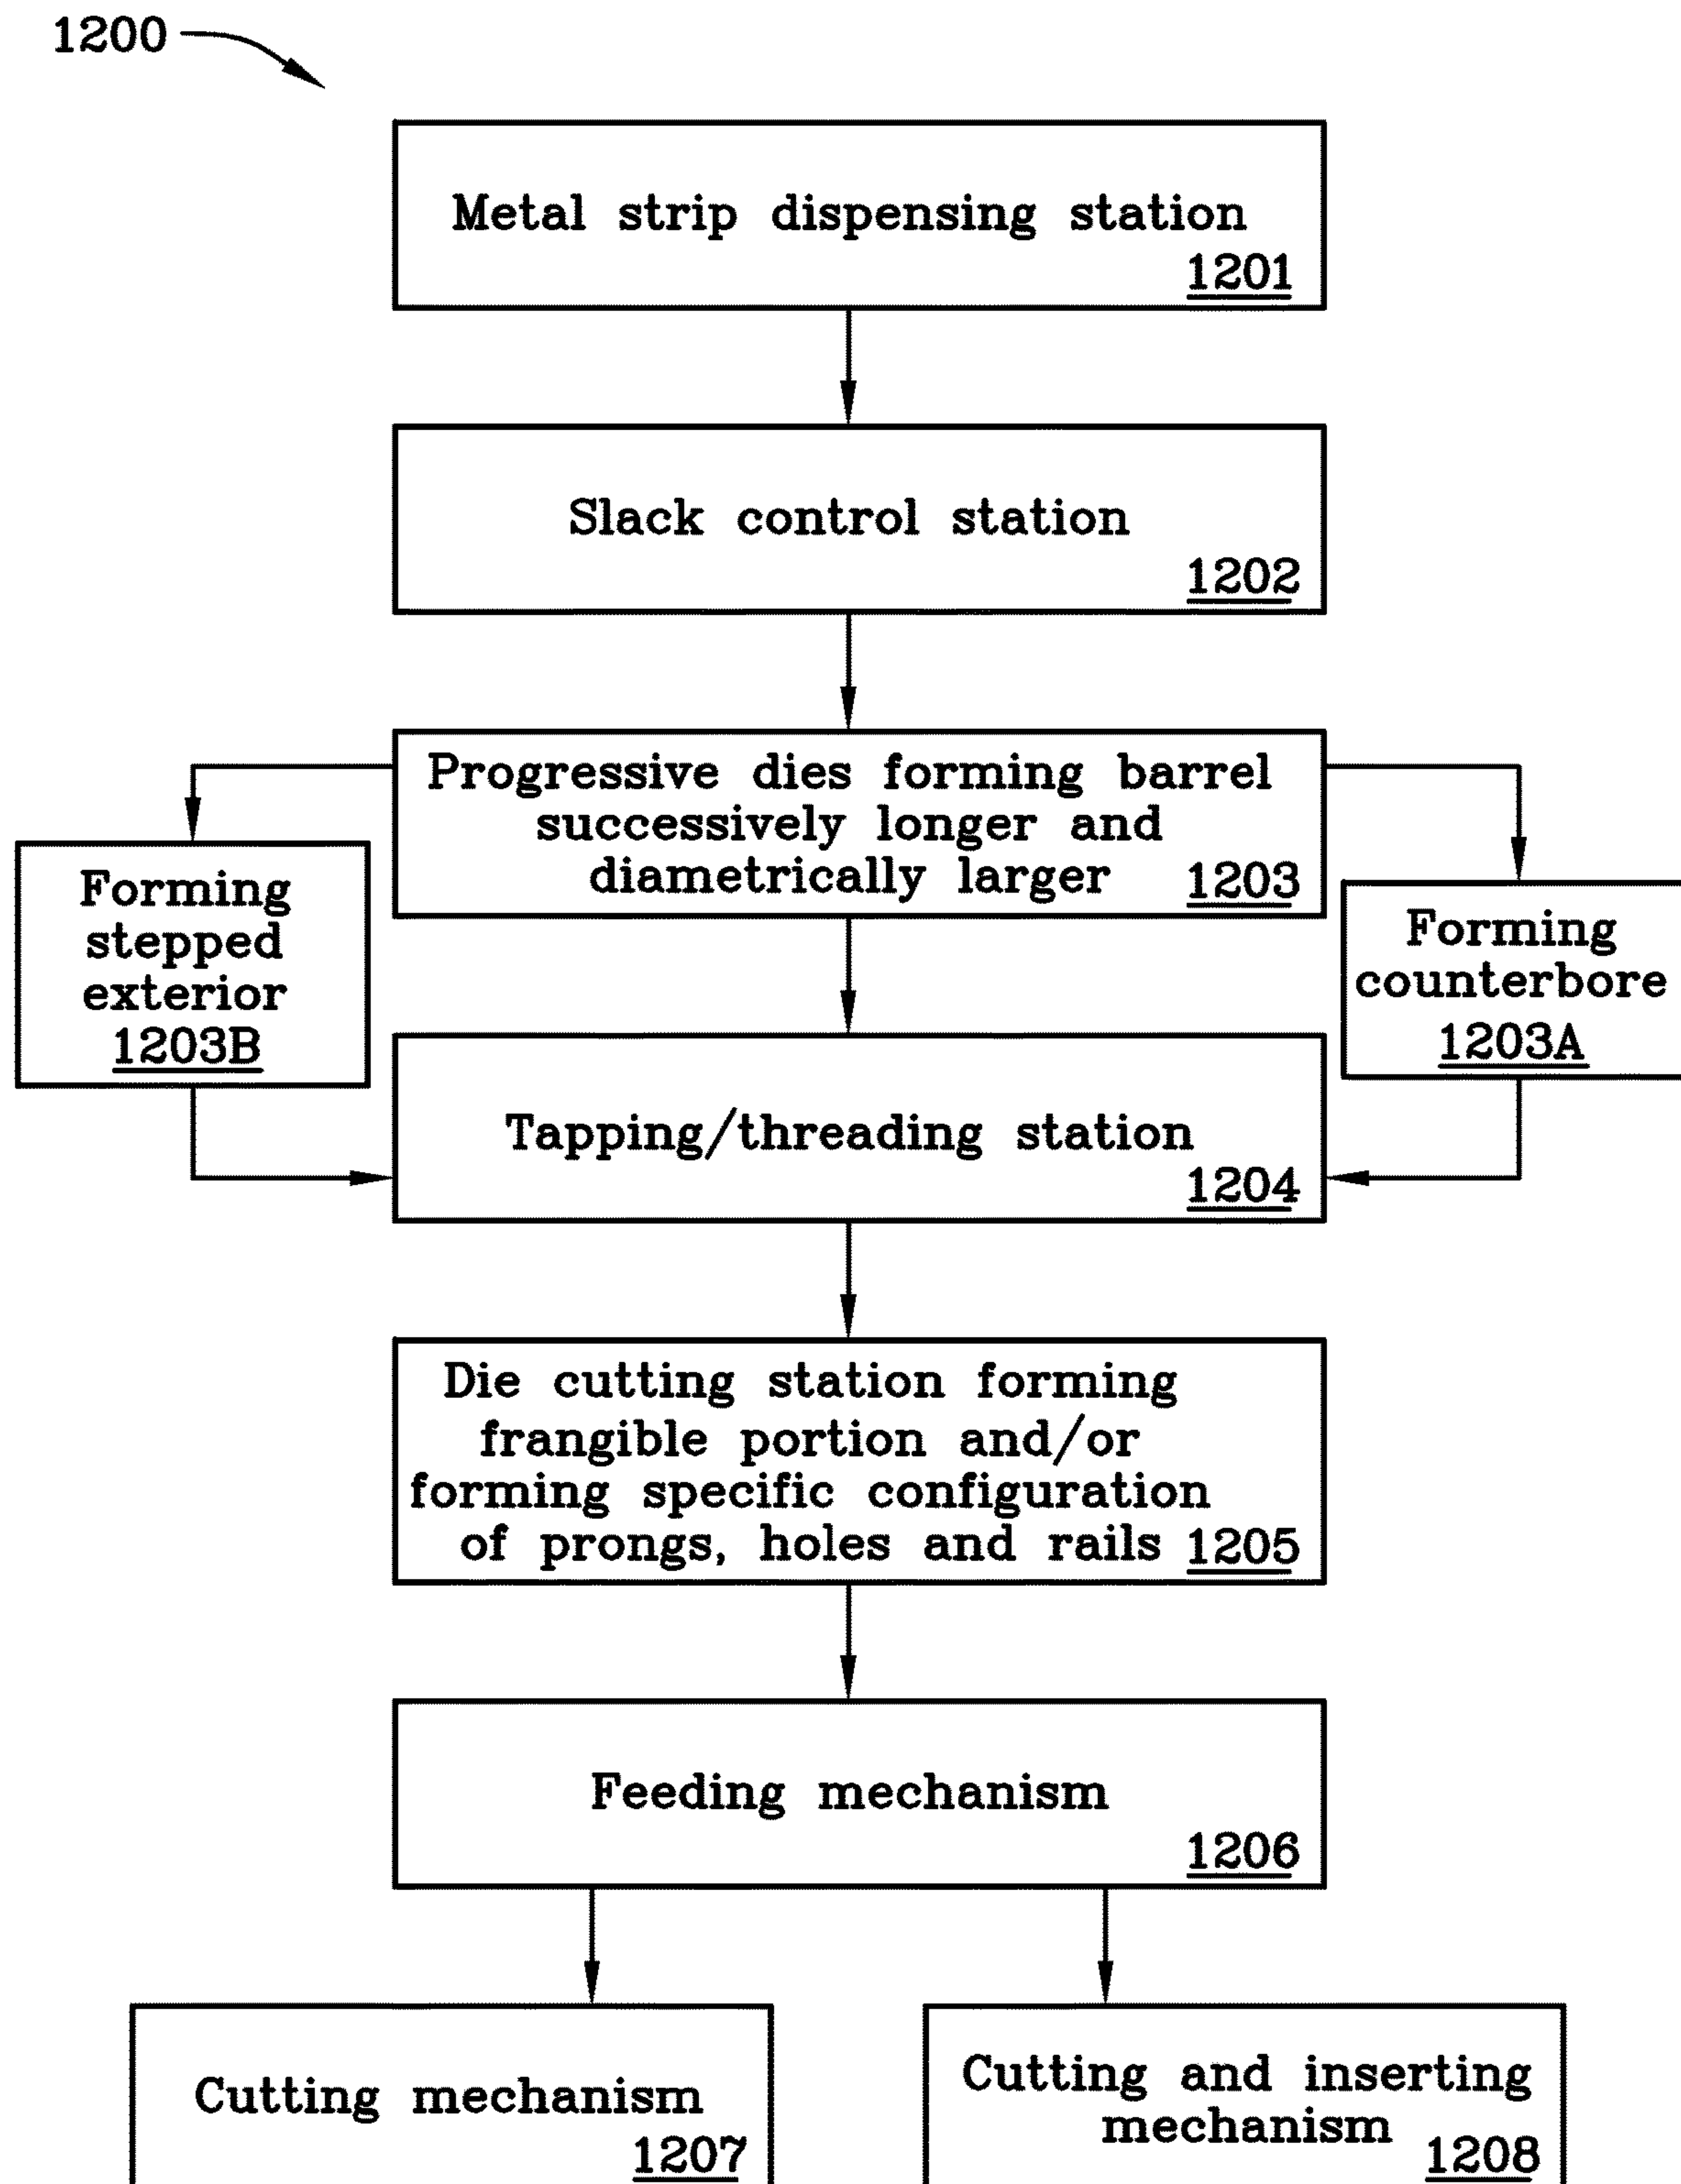 1200
Metal strip dispensing station
1201
Slack control station
1202
Progressive dies forming barrel
successively longer and
diametrically larger 1203
Forming
stepped
exterior
1203B
Forming
counterbore
1203A
Tapping/threading station
1204
Die cutting station forming
frangible portion and/or
forming specific configuration
of prongs, holes and rails 1205
Feeding mechanism
1206
Cutting mechanism
1207
Cutting and inserting
mechanism 1208